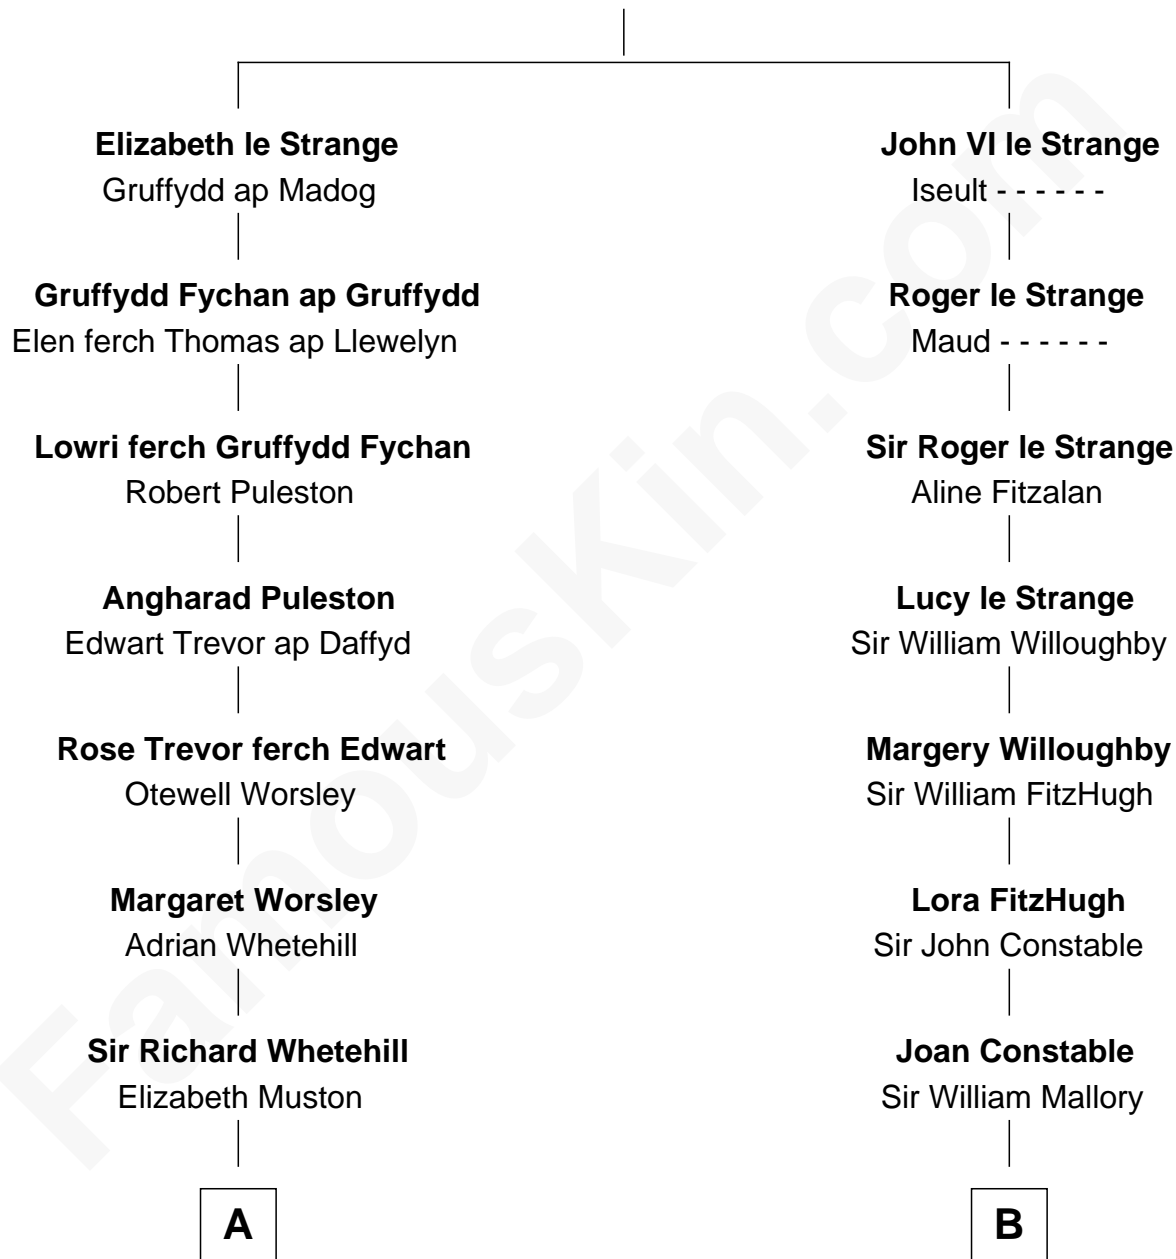 Elizabeth le Strange
Gruffydd ap Madog
Gruffydd Fychan ap Gruffydd
Elen ferch Thomas ap Llewelyn
Lowri ferch Gruffydd Fychan
Robert Puleston
Angharad Puleston
Edwart Trevor ap Daffyd
Rose Trevor ferch Edwart
Otewell Worsley
Margaret Worsley
Adrian Whetehill
Sir Richard Whetehill
Elizabeth Muston
A
John VI le Strange
Iseult - - - - - -
Roger le Strange
Maud - - - - - -
Sir Roger le Strange
Aline Fitzalan
Lucy le Strange
Sir William Willoughby
Margery Willoughby
Sir William FitzHugh
Lora FitzHugh
Sir John Constable
Joan Constable
Sir William Mallory
B
FamousKin.com